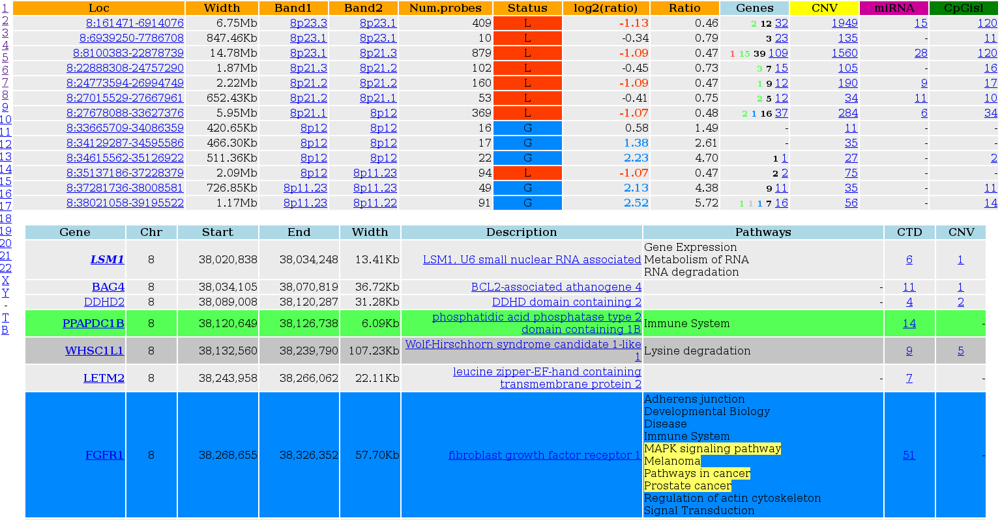 Loc Width Band1 Band2 Num.probes Status log2(ratio) Ratio Genes CNV miRNA CpGisl
8:161471-6914076 6.75Mb 8p23.3 8p23.1 409 L -1.13 0.46 2 12 32 1949 15 120
8:6939250-7786708 847.46Kb 8p23.1 8p23.1 10 L -0.34 0.79 3 23 135 - 11
8:8100383-22878739 14.78Mb 8p23.1 8p21.3 879 L -1.09 0.47 1 15 39 109 1560 28 120
8:22888308-24757290 1.87Mb 8p21.3 8p21.2 102 L -0.45 0.73 3 7 15 105 - 16
8:24773594-26994749 2.22Mb 8p21.2 8p21.2 160 L -1.09 0.47 1 9 12 190 9 17
8:27015529-27667961 652.43Kb 8p21.2 8p21.1 53 L -0.41 0.75 2 5 12 34 11 10
8:27678088-33627376 5.95Mb 8p21.1 8p12 369 L -1.07 0.48 2 1 16 37 284 6 34
8:33665709-34086359 420.65Kb 8p12 8p12 16 G 0.58 1.49 - 11 - -
8:34129287-34595586 466.30Kb 8p12 8p12 17 G 1.38 2.61 - 35 - -
8:34615562-35126922 511.36Kb 8p12 8p12 22 G 2.23 4.70 1 1 27 - 2
8:35137186-37228379 2.09Mb 8p12 8p11.23 94 L -1.07 0.47 2 2 75 - -
8:37281736-38008581 726.85Kb 8p11.23 8p11.23 49 G 2.13 4.38 9 11 35 - 11
8:38021058-39195522 1.17Mb 8p11.23 8p11.22 91 G 2.52 5.72 1 1 1 7 16 56 - 14
1
2
3
4
5
6
7
8
9
10
11
12
13
14
15
16
17
18
19
20
21
22
X
Y
-
T
B
Gene Chr Start End Width Description Pathways CTD CNV
LSM1 8 38,020,838 38,034,248 13.41Kb LSM1, U6 small nuclear RNA associated
Gene Expression
Metabolism of RNA
RNA degradation
6 1
BAG4 8 38,034,105 38,070,819 36.72Kb BCL2-associated athanogene 4 - 11 1
DDHD2 8 38,089,008 38,120,287 31.28Kb DDHD domain containing 2 - 4 2
PPAPDC1B 8 38,120,649 38,126,738 6.09Kb phosphatidic acid phosphatase type 2
domain containing 1B
Immune System 14 -
WHSC1L1 8 38,132,560 38,239,790 107.23Kb Wolf-Hirschhorn syndrome candidate 1-like
1
Lysine degradation 9 5
LETM2 8 38,243,958 38,266,062 22.11Kb leucine zipper-EF-hand containing
transmembrane protein 2
- 7 -
FGFR1 8 38,268,655 38,326,352 57.70Kb fibroblast growth factor receptor 1
Adherens junction
Developmental Biology
Disease
Immune System
MAPK signaling pathway
Melanoma
Pathways in cancer
Prostate cancer
Regulation of actin cytoskeleton
Signal Transduction
51 -